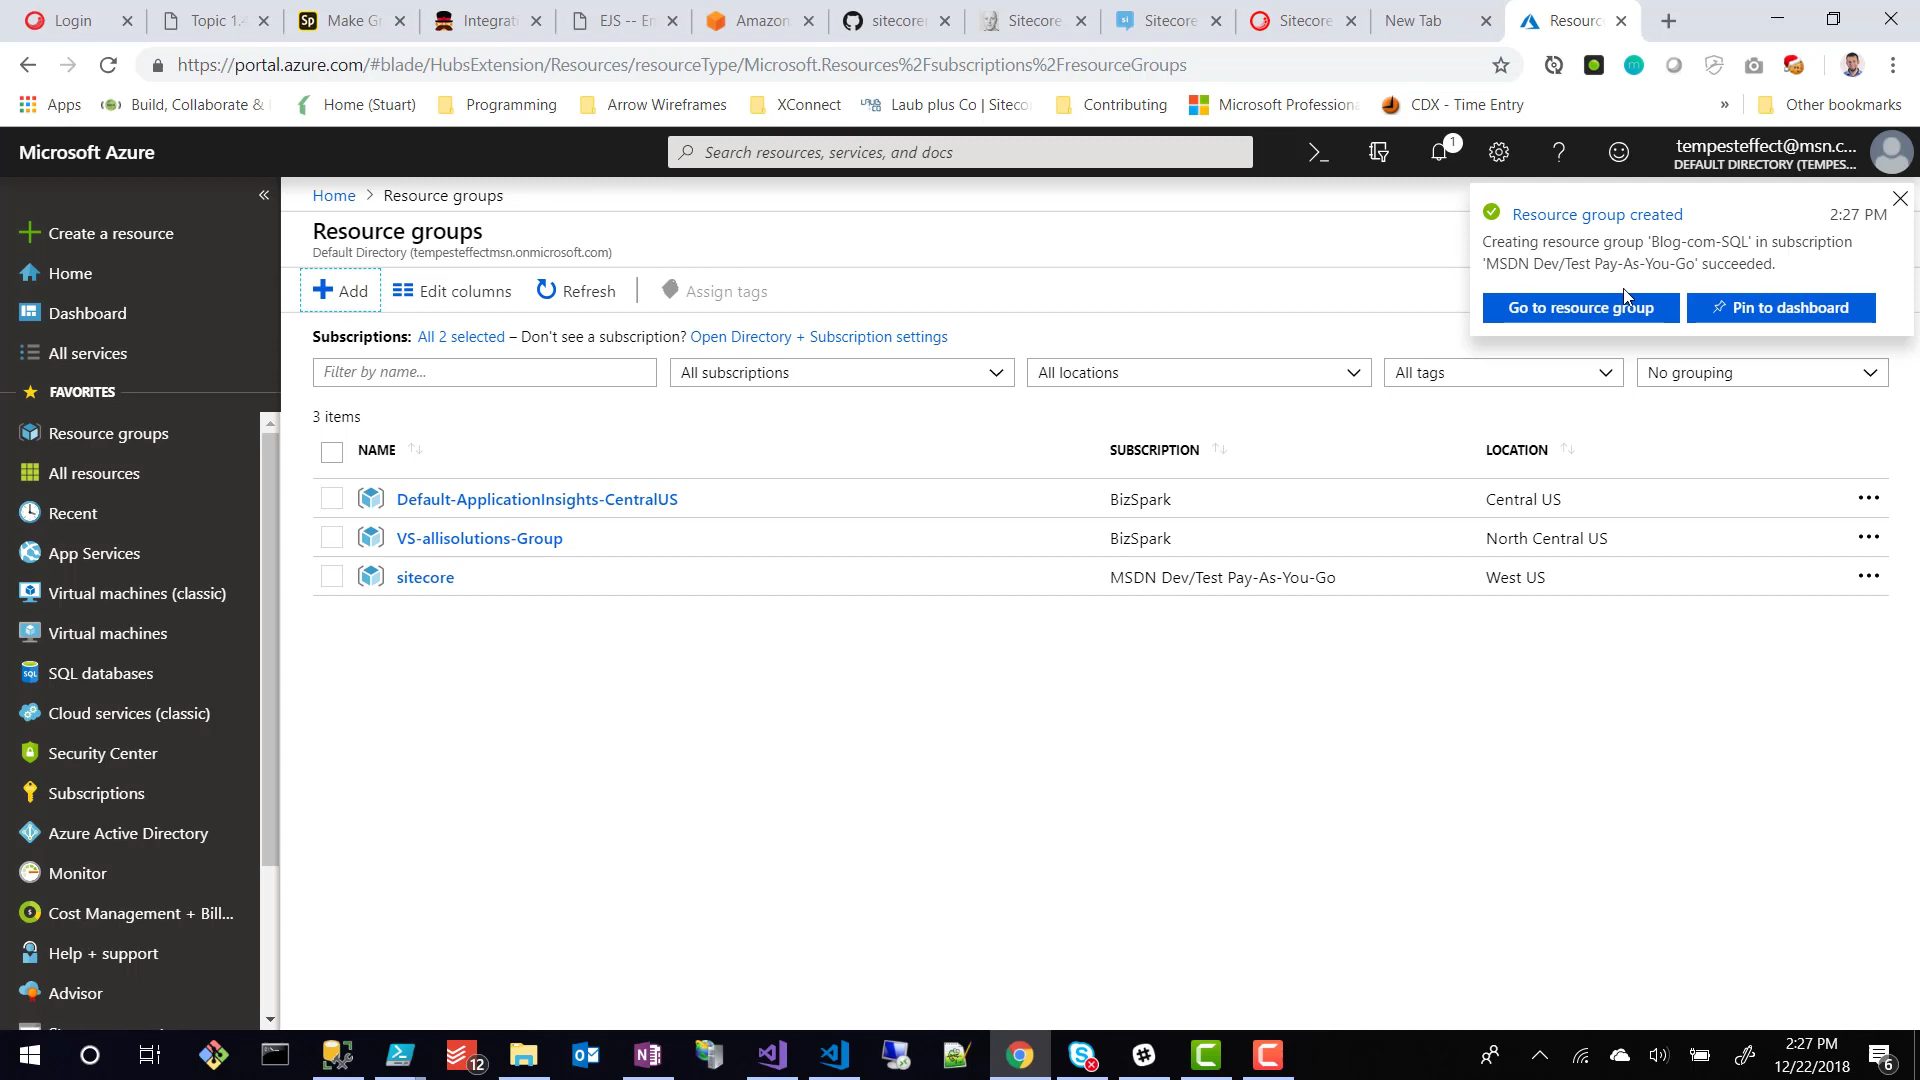 Login
Topic 1.4
Sp Make Gr
Integrati
EJS -- Em
Amazon
sitecorep
Sitecore
si Sitecore
Sitecore
New Tab
Resourc
https://portal.azure.com/#blade/HubsExtension/Resources/resourceType/Microsoft.Resources%2Fsubscriptions%2FresourceGroups
Apps
Build, Collaborate &
Home (Stuart)
Programming
Arrow Wireframes
XConnect
Laub plus Co | Siteco
Contributing
Microsoft Professiona
CDX - Time Entry
»
Other bookmarks
Microsoft Azure
Search resources, services, and docs
1
tempesteffect@msn.c...
DEFAULT DIRECTORY (TEMPES...
Create a resource
Home
Dashboard
All services
FAVORITES
Resource groups
All resources
Recent
App Services
Virtual machines (classic)
Virtual machines
SQL databases
Cloud services (classic)
Security Center
Subscriptions
Azure Active Directory
Monitor
Cost Management + Bill...
Help + support
Advisor
Home > Resource groups
Resource groups
Default Directory (tempesteffectmsn.onmicrosoft.com)
Add
Edit columns
Refresh
Assign tags
Resource group created
2:27 PM
Creating resource group 'Blog-com-SQL' in subscription
'MSDN Dev/Test Pay-As-You-Go' succeeded.
Go to resource group
Pin to dashboard
Subscriptions: All 2 selected – Don't see a subscription? Open Directory + Subscription settings
Filter by name...
All subscriptions
All locations
All tags
No grouping
3 items
NAME SUBSCRIPTION LOCATION
Default-ApplicationInsights-CentralUS BizSpark Central US
VS-allisolutions-Group BizSpark North Central US
sitecore MSDN Dev/Test Pay-As-You-Go West US
12
2:27 PM
12/22/2018
6